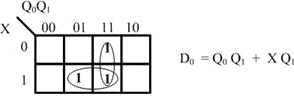 Q₀Q₁
X 00 01 11 10
0 1
1 1 1
D₀ = Q₀ Q₁ + X Q₁